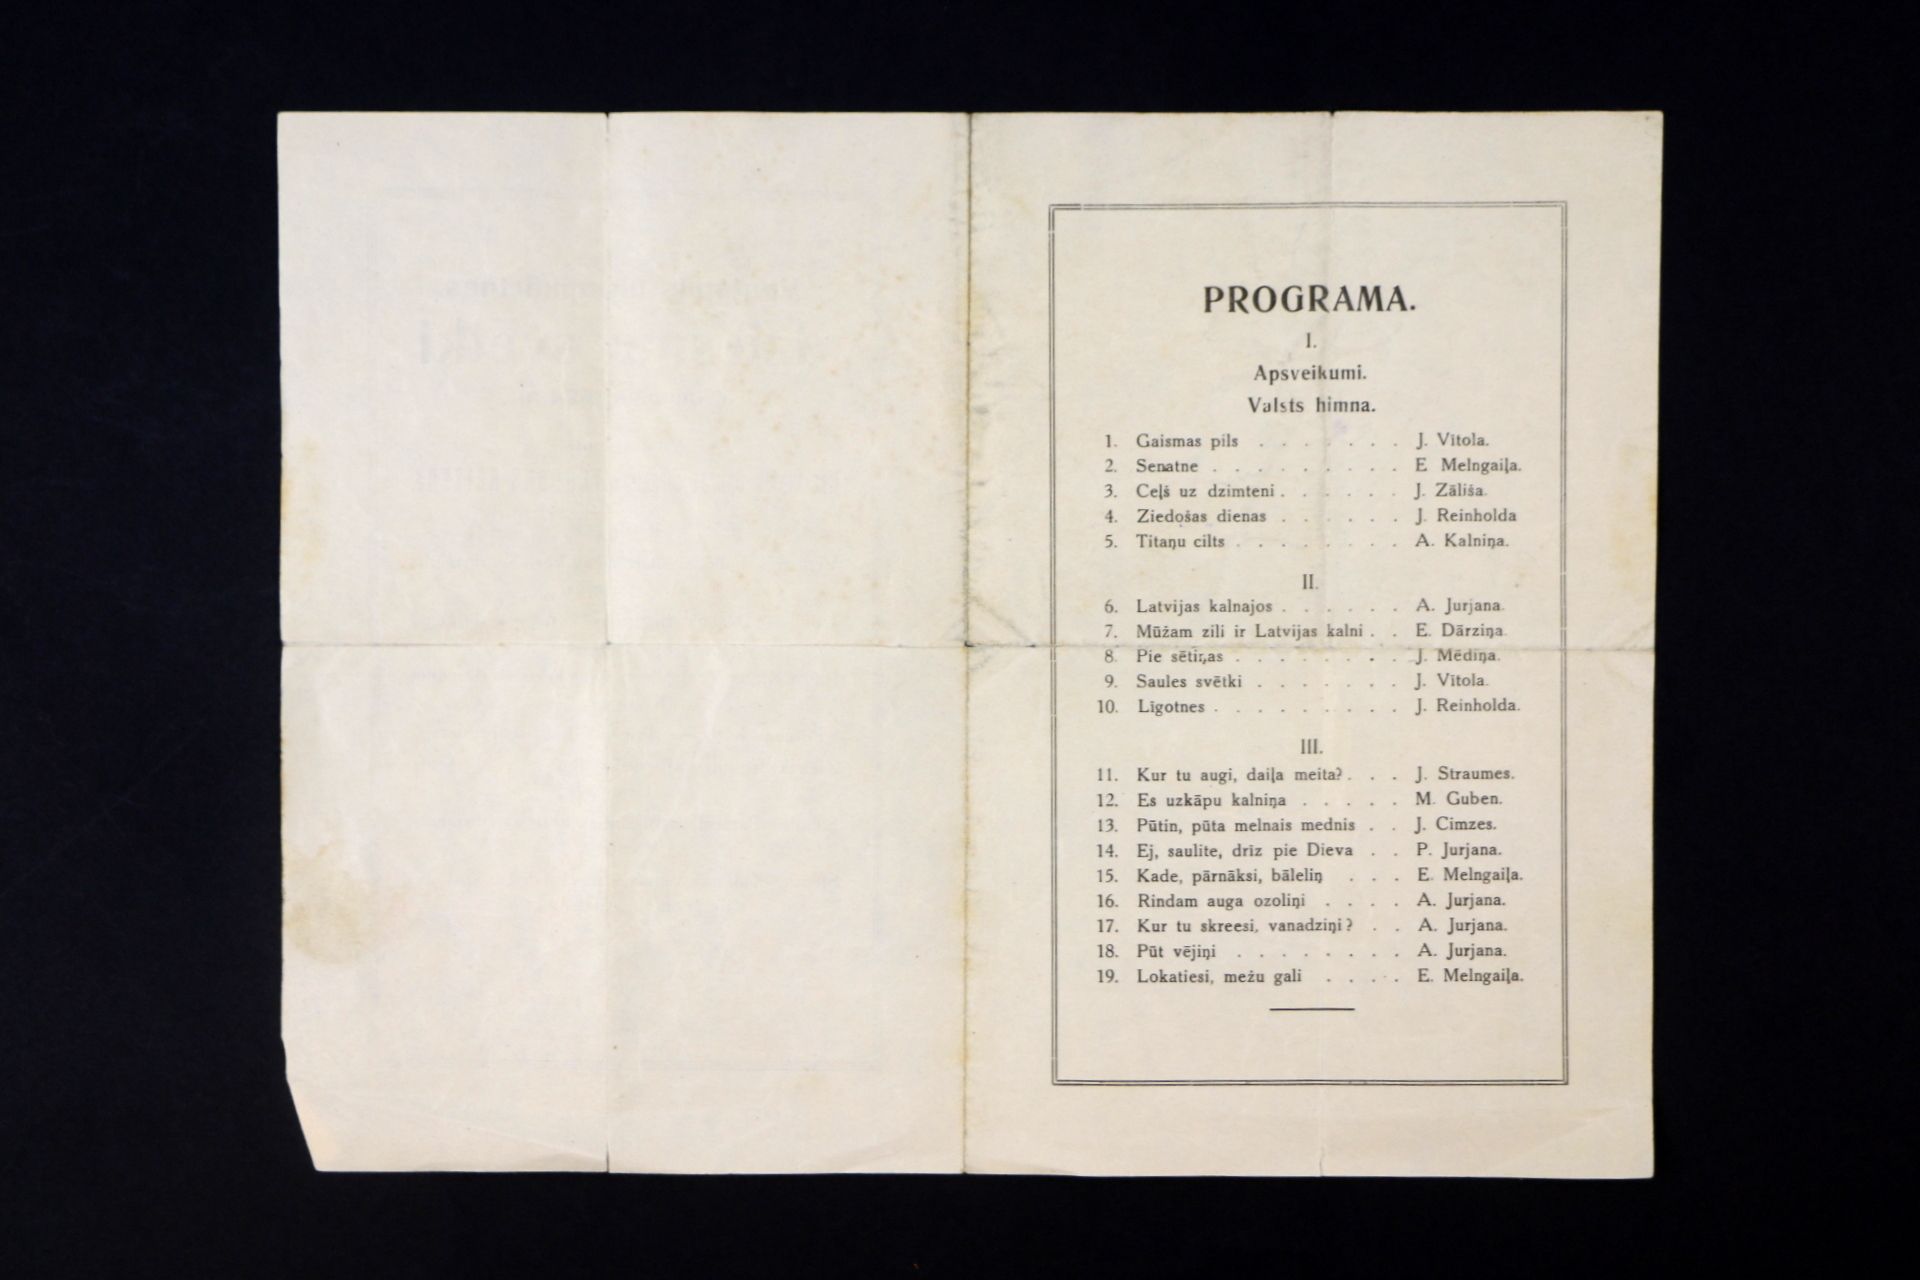 PROGRAMA.
I.
Apsveikumi.
Valsts himna.
1. Gaismas pils . . . . . . . J. Vītola.
2. Senatne . . . . . . . . . E Melngaiļa.
3. Ceļš uz dzimteni . . . . . . J. Zālīša.
4. Ziedošas dienas . . . . . . J. Reinholda
5. Titaņu cilts . . . . . . . . A. Kalniņa.
II.
6. Latvijas kalnajos . . . . . . A. Jurjana.
7. Mūžam zili ir Latvijas kalni . . E. Dārziņa.
8. Pie sētiņas . . . . . . . . J. Mēdiņa.
9. Saules svētki . . . . . . . J. Vītola.
10. Līgotnes . . . . . . . . . J. Reinholda.
III.
11. Kur tu augi, daiļa meita? . . . J. Straumes.
12. Es uzkāpu kalniņa . . . . . M. Guben.
13. Pūtin, pūta melnais mednis . . J. Cimzes.
14. Ej, saulīte, drīz pie Dieva . . P. Jurjana.
15. Kade, pārnāksi, bāleliņ . . . E. Melngaiļa.
16. Rindam auga ozoliņi . . . . A. Jurjana.
17. Kur tu skreesi, vanadziņi? . . A. Jurjana.
18. Pūt vējiņi . . . . . . . . A. Jurjana.
19. Lokatiesi, mežu gali . . . . E. Melngaiļa.